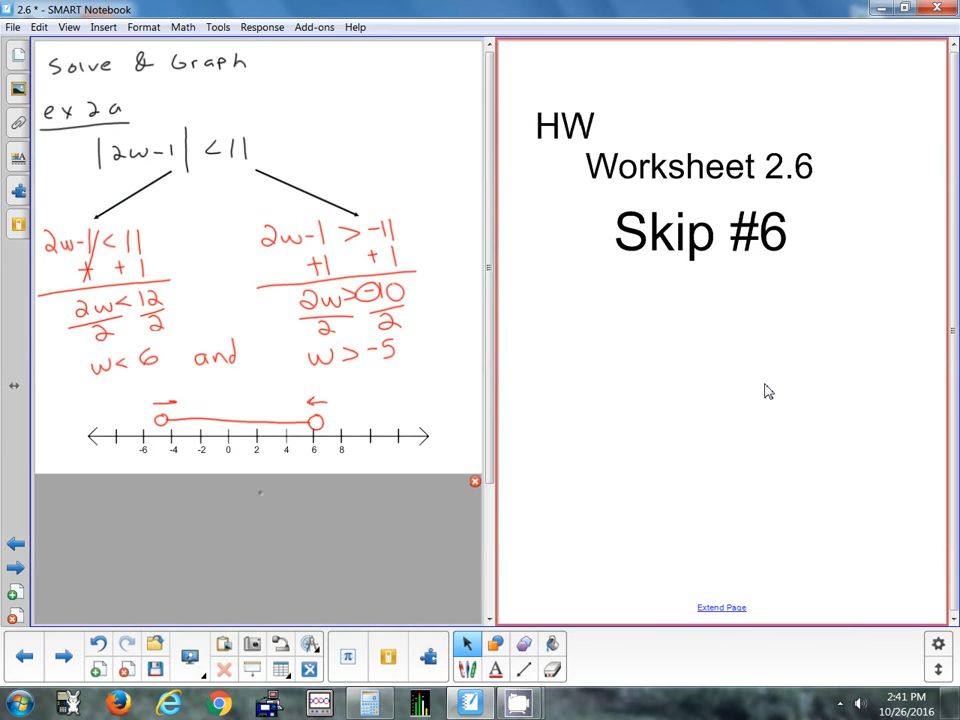 2.6 * - SMART Notebook
File Edit View Insert Format Math Tools Response Add-ons Help
Solve & Graph
ex 2a
|2w-1| < 11
2w-1 < 11
+ + 1
2w < 12
2 2
w < 6 and
2w-1 > -11
+1 + 1
2w > -10
2 2
w > -5
-6 -4 -2 0 2 4 6 8
HW
Worksheet 2.6
Skip #6
Extend Page
π
A
2:41 PM
10/26/2016